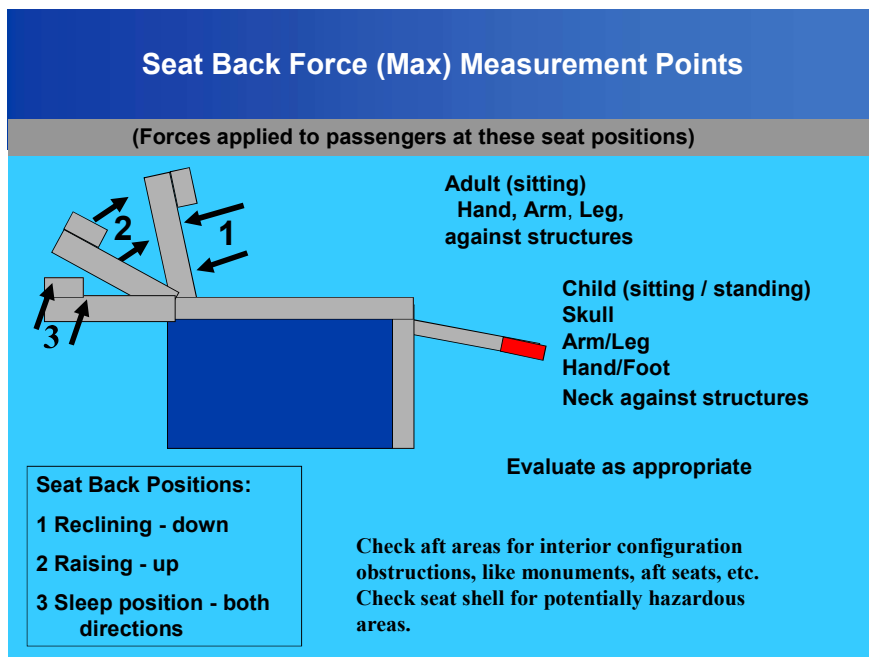 Seat Back Force (Max) Measurement Points
(Forces applied to passengers at these seat positions)
Adult (sitting)
Hand, Arm, Leg,
against structures
2
1
3
Child (sitting / standing)
Skull
Arm/Leg
Hand/Foot
Neck against structures
Evaluate as appropriate
Seat Back Positions:
1 Reclining - down
2 Raising - up
3 Sleep position - both
directions
Check aft areas for interior configuration
obstructions, like monuments, aft seats, etc.
Check seat shell for potentially hazardous
areas.